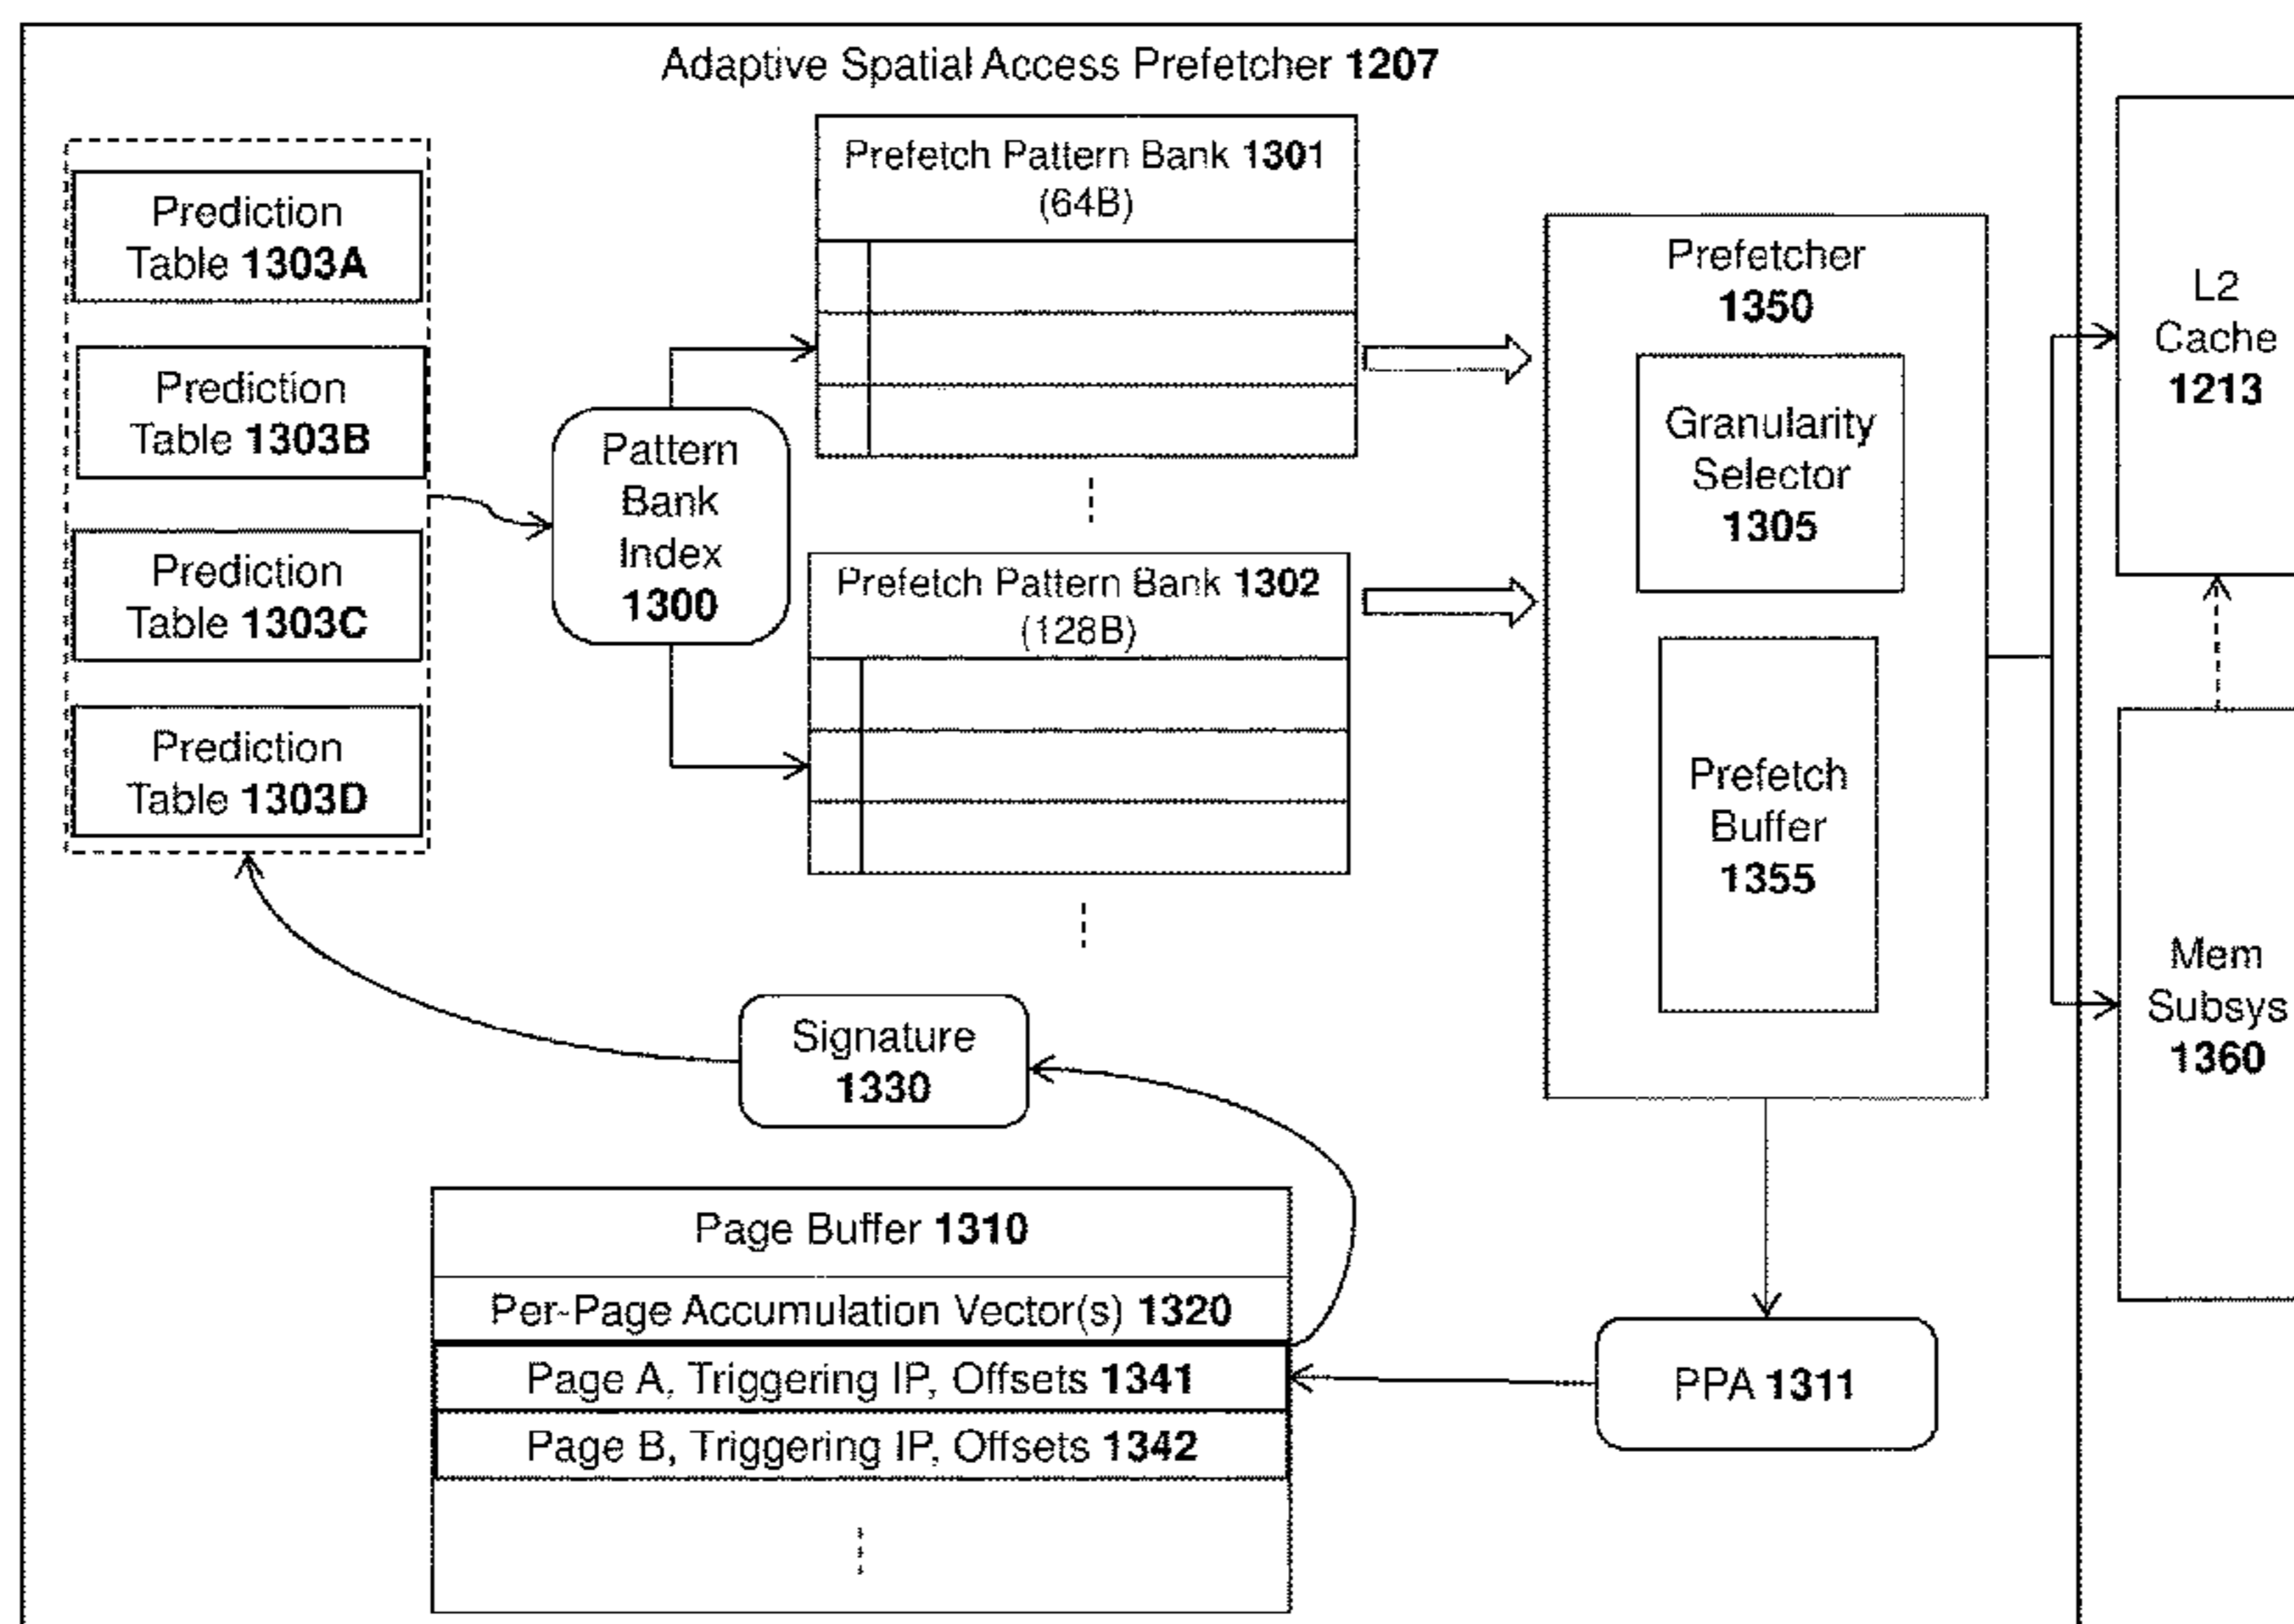 Adaptive Spatial Access Prefetcher 1207
Prediction
Table 1303A
Prediction
Table 1303B
Prediction
Table 1303C
Prediction
Table 1303D
Pattern
Bank
Index
1300
Prefetch Pattern Bank 1301
(64B)
Prefetch Pattern Bank 1302
(128B)
Prefetcher
1350
Granularity
Selector
1305
Prefetch
Buffer
1355
L2
Cache
1213
Mem
Subsys
1360
Signature
1330
Page Buffer 1310
Per-Page Accumulation Vector(s) 1320
Page A, Triggering IP, Offsets 1341
Page B, Triggering IP, Offsets 1342
PPA 1311